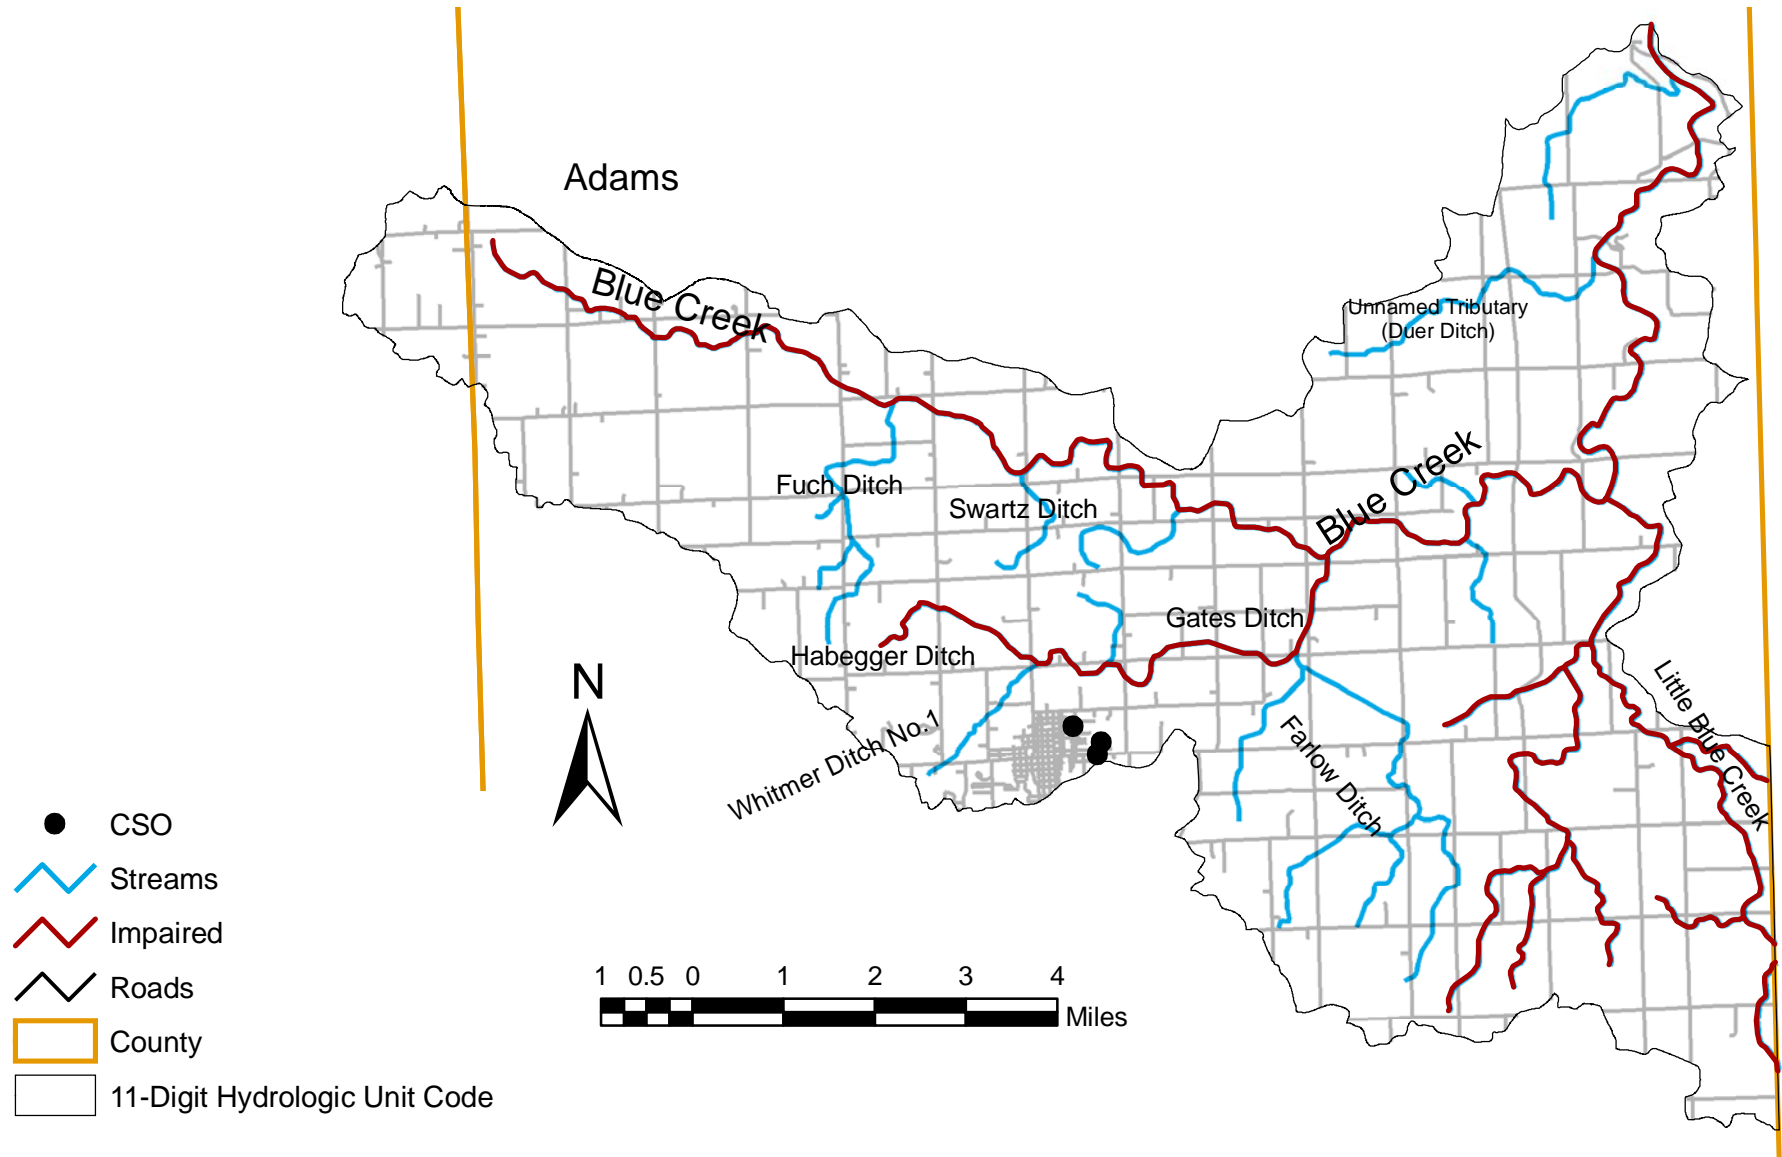 Adams
Blue Creek
Unnamed Tributary
(Duer Ditch)
Blue Creek
Fuch Ditch
Swartz Ditch
Gates Ditch
Habegger Ditch
Little Blue Creek
Whitmer Ditch No.1
Farlow Ditch
N
CSO
Streams
Impaired
Roads
County
11-Digit Hydrologic Unit Code
1 0.5 0 1 2 3 4
Miles